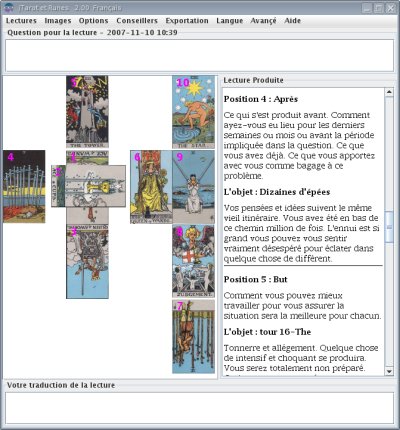 jTarot et Runes 2.00 Français
Lectures Images Options Conseillers Exportation Langue Avançé Aide
Question pour la lecture - 2007-11-10 10:39
10
THE TOWER
THE STAR
4
6
9
8
JUDGEMENT
7
Lecture Produite
Position 4 : Après
Ce qui s'est produit avant. Comment
ayez-vous eu lieu pour les derniers
semaines ou mois ou avant la période
impliquée dans la question. Ce que
vous avez déjà. Ce que vous apportez
avec vous comme bagage à ce
problème.
L'objet : Dizaines d'épées
Vos pensées et idées suivent le même
vieil itinéraire. Vous avez été en bas de
ce chemin million de fois. L'ennui est si
grand vous pouvez vous sentir
vraiment désespéré pour éclater dans
quelque chose de différent.
Position 5 : But
Comment vous pouvez mieux
travailler pour vous assurer la
situation sera la meilleure pour chacun.
L'objet : tour 16-The
Tonnerre et allégement. Quelque chose
de intensif et choquant se produira.
Vous serez totalement non préparé.
Votre traduction de la lecture